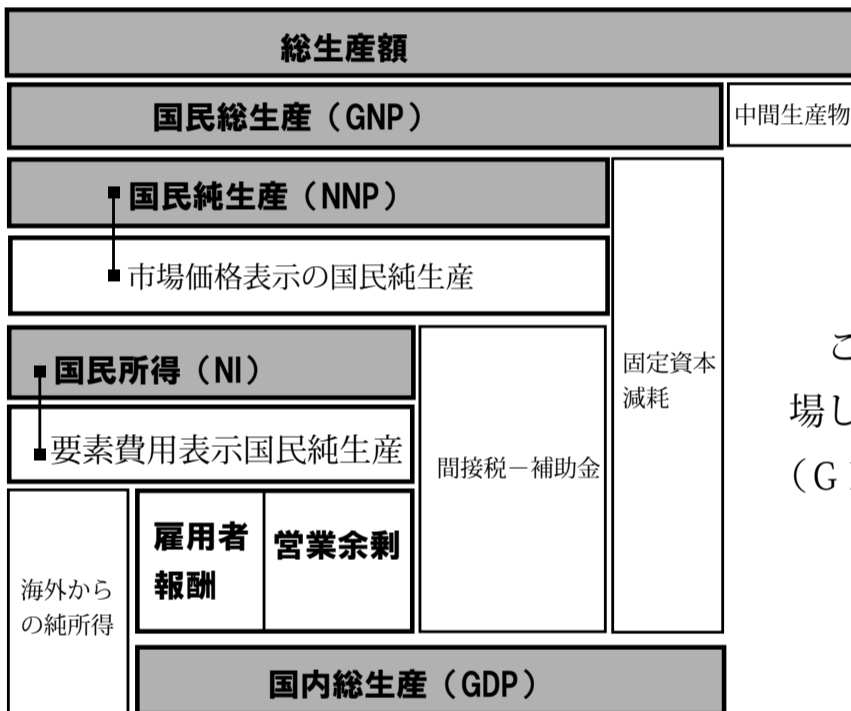 総生産額
国民総生産（GNP）
中間生産物
国民純生産（NNP）
市場価格表示の国民純生産
国民所得（NI）
要素費用表示国民純生産
間接税－補助金
固定資本
減耗
海外から
の純所得
雇用者
報酬
営業余剰
国内総生産（GDP）
こ
場し
（G